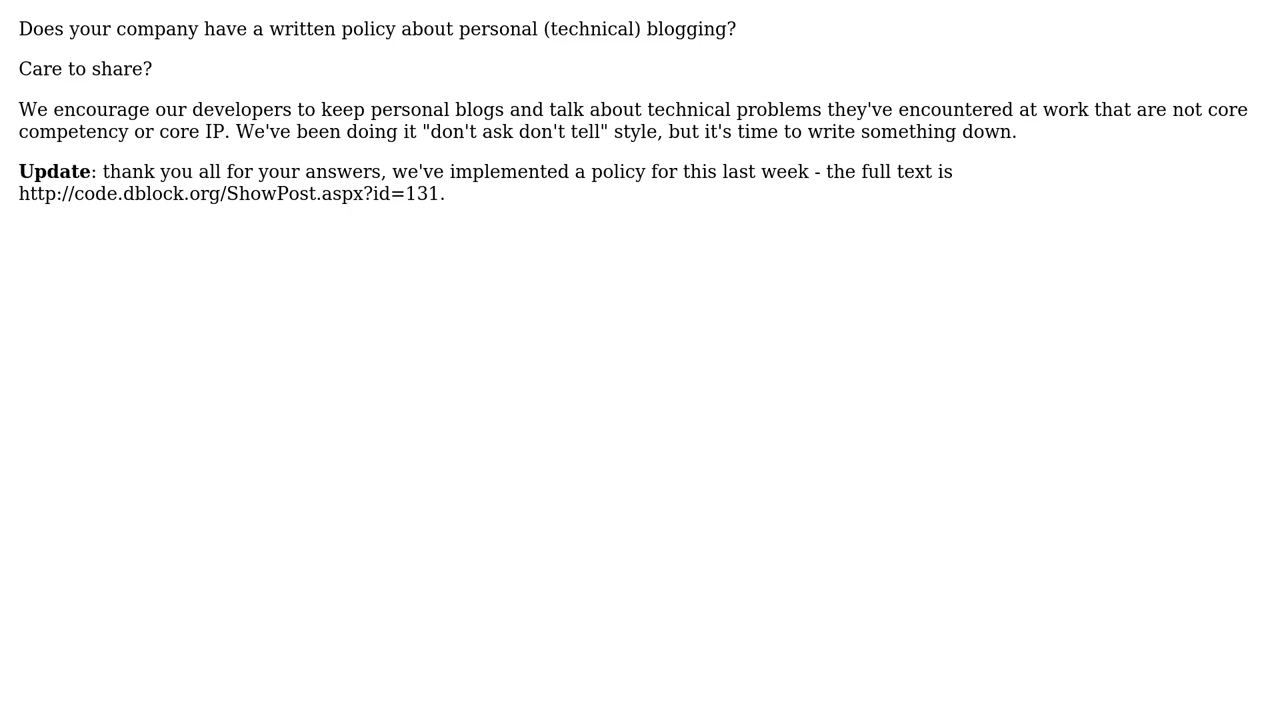 Does your company have a written policy about personal (technical) blogging?
Care to share?
We encourage our developers to keep personal blogs and talk about technical problems they've encountered at work that are not core
competency or core IP. We've been doing it "don't ask don't tell" style, but it's time to write something down.
Update: thank you all for your answers, we've implemented a policy for this last week - the full text is
http://code.dblock.org/ShowPost.aspx?id=131.